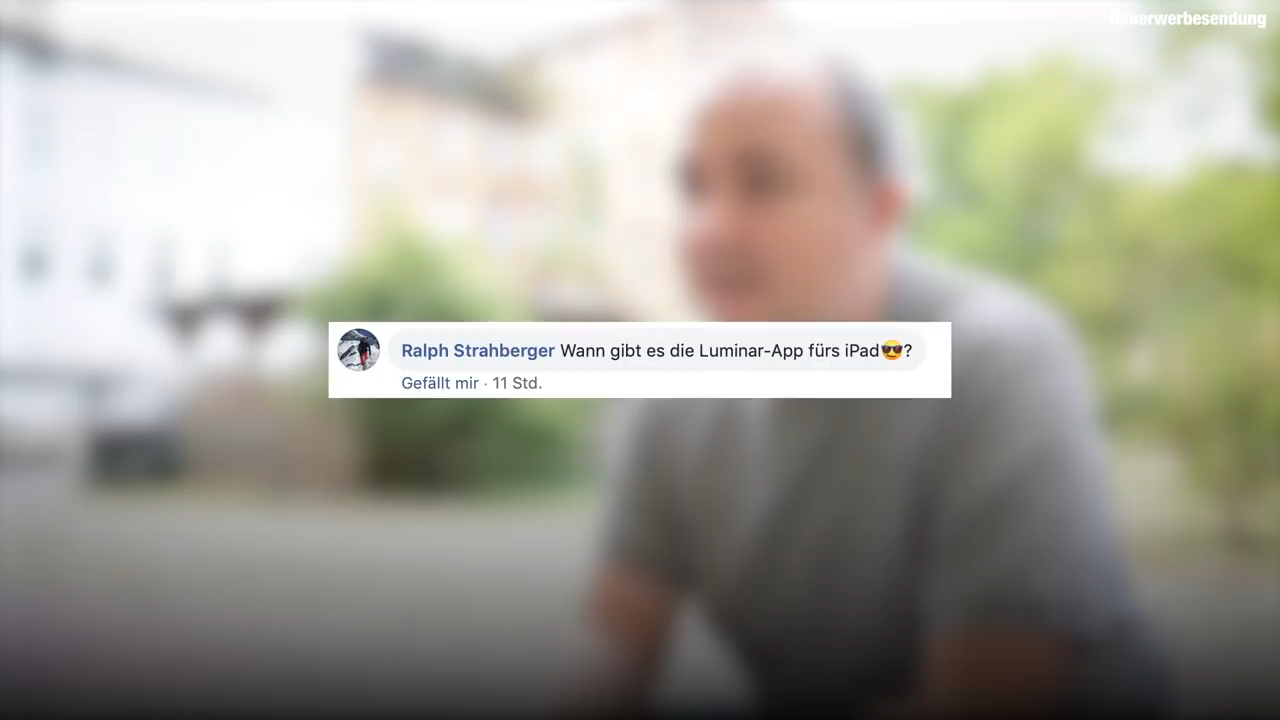 Dauerwerbesendung
Ralph Strahberger Wann gibt es die Luminar-App fürs iPad😎?
Gefällt mir · 11 Std.